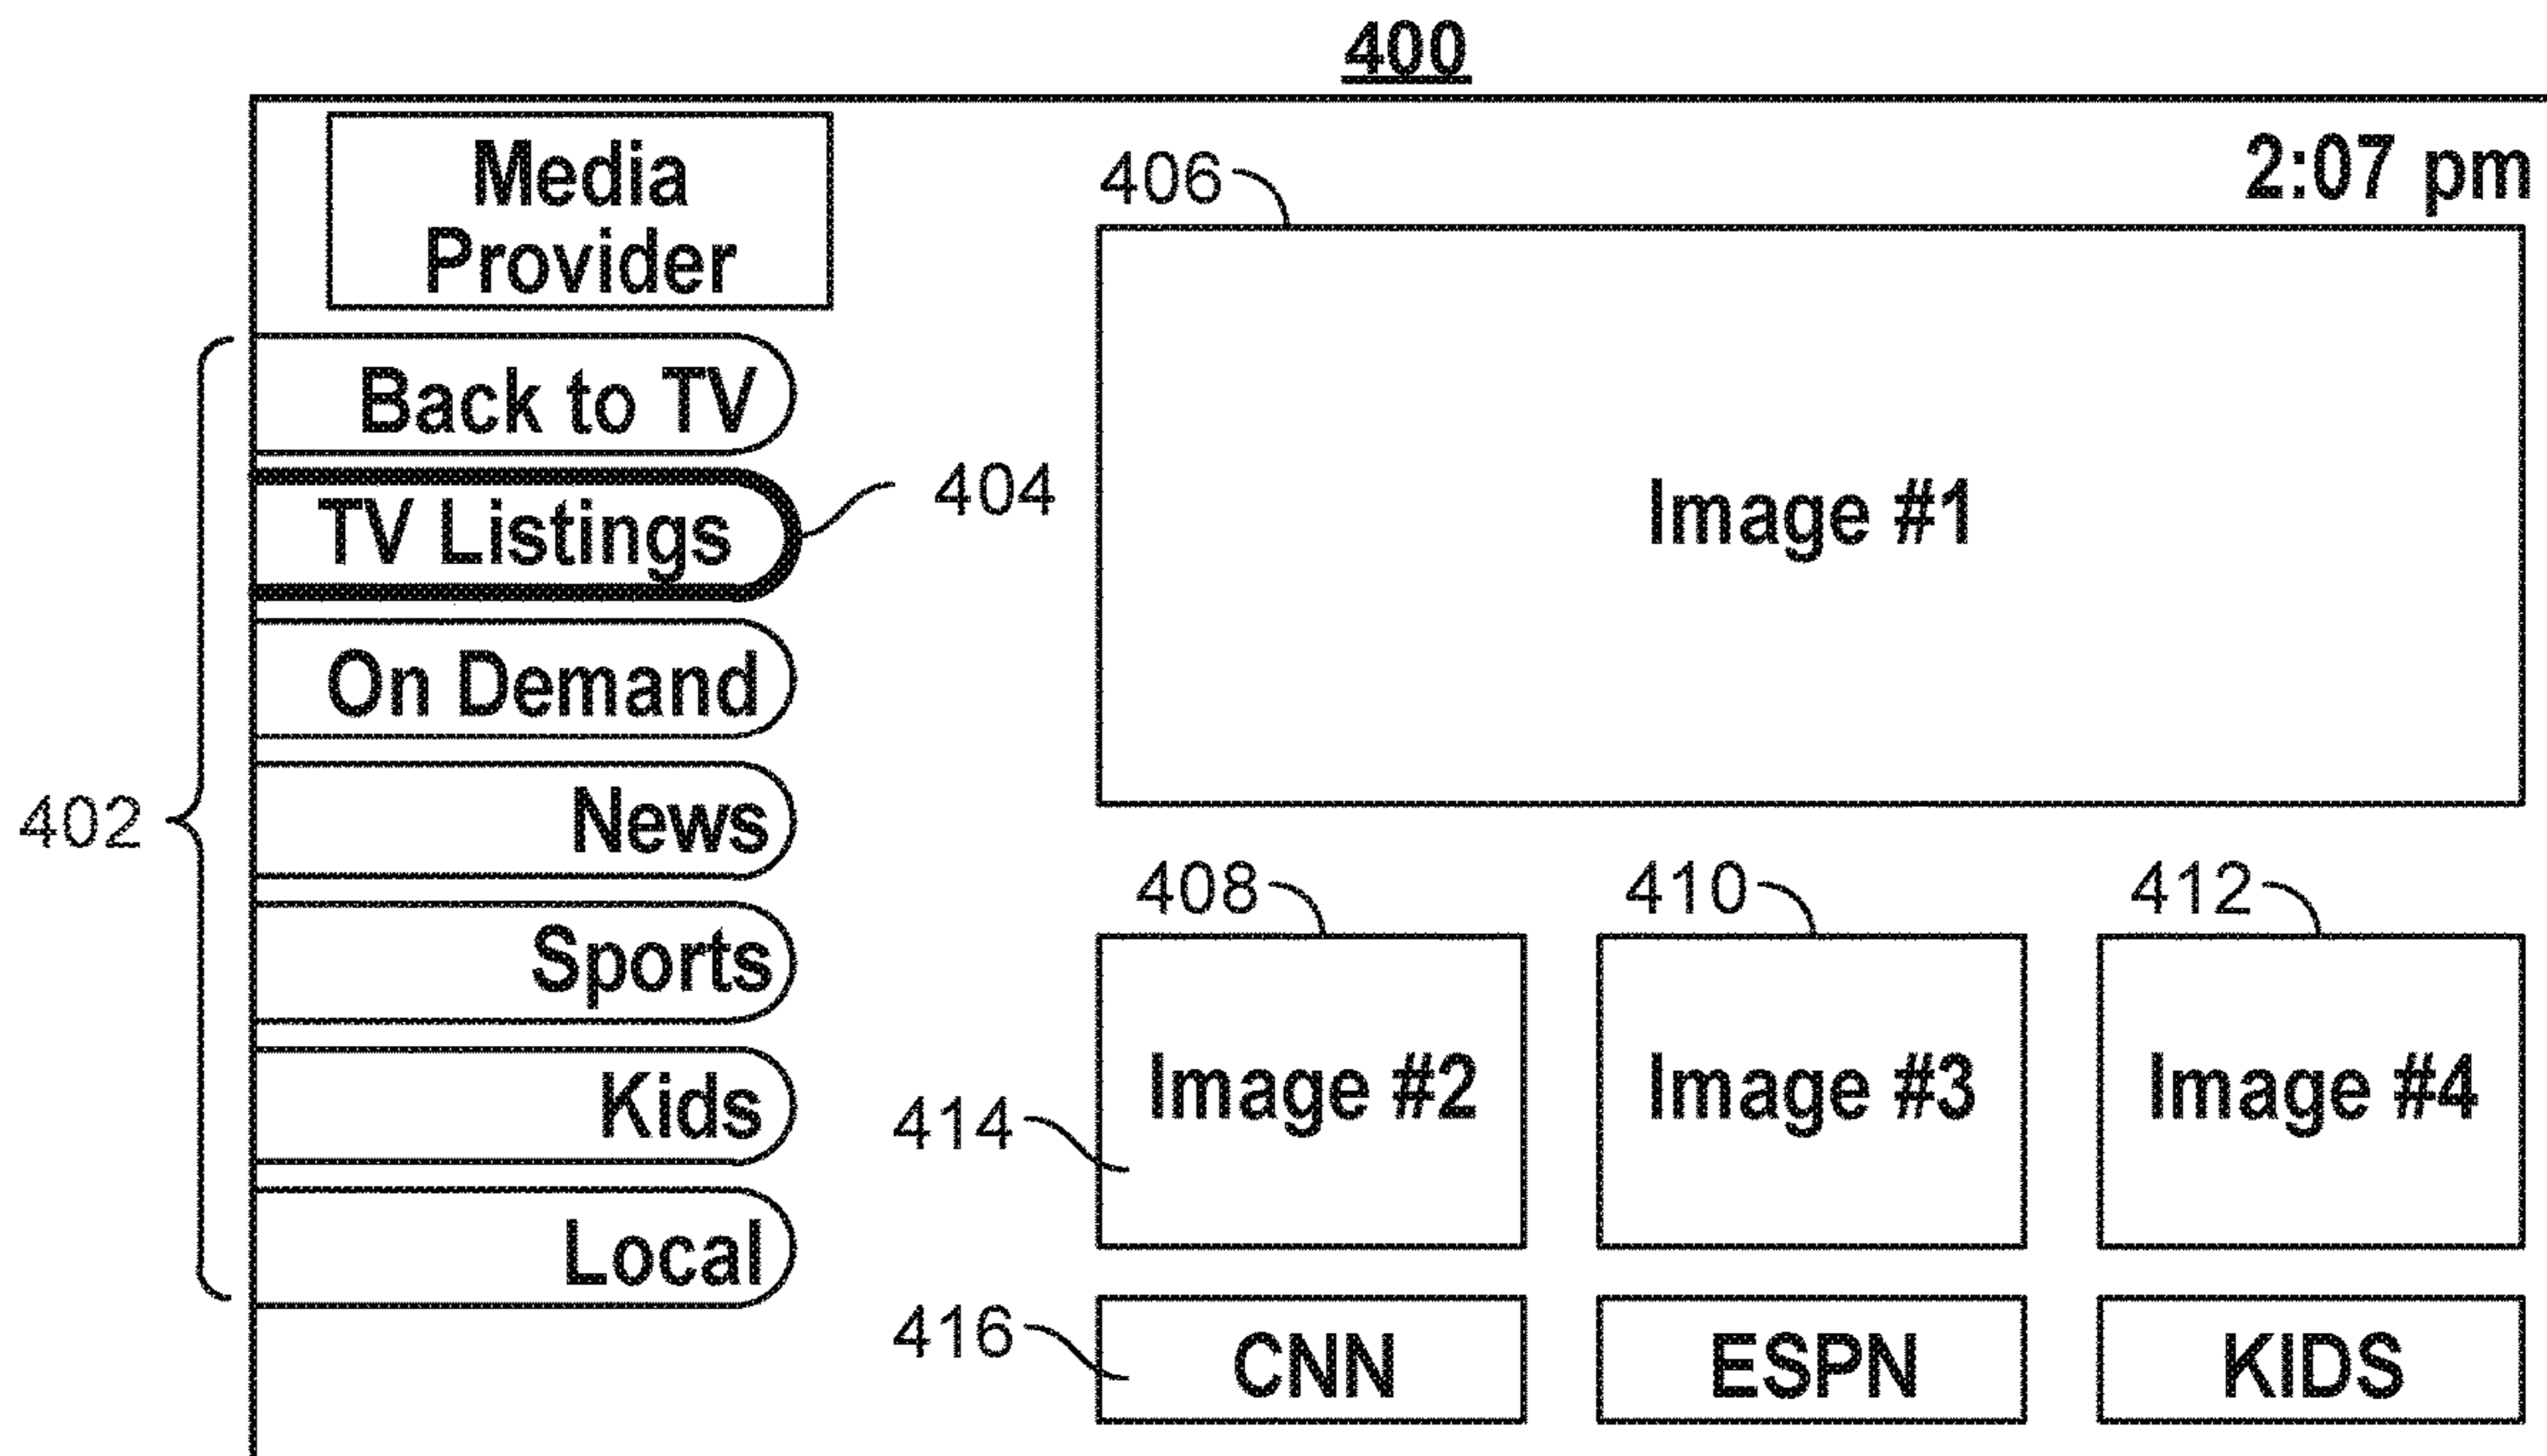 400
Media
Provider
2:07 pm
406
Back to TV
TV Listings
404
Image #1
On Demand
News
402
Sports
Kids
Local
408
410
412
Image #2
Image #3
Image #4
414
416
CNN
ESPN
KIDS